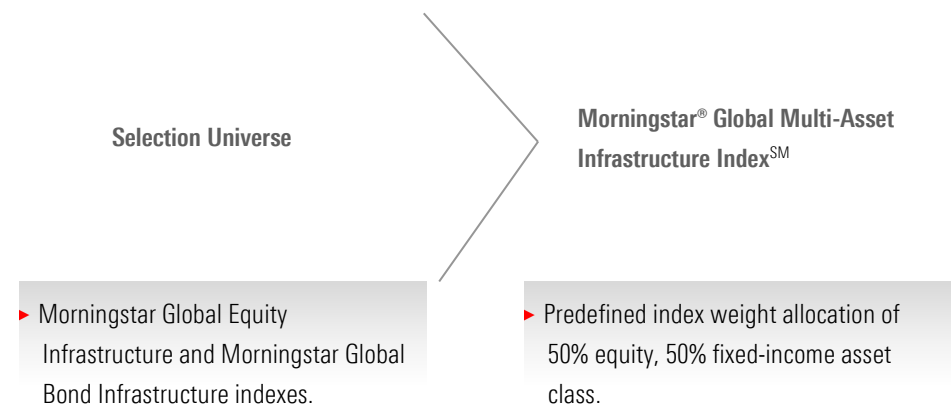 Selection Universe
Morningstar® Global Multi-Asset
Infrastructure Index℠
► Morningstar Global Equity
Infrastructure and Morningstar Global
Bond Infrastructure indexes.
► Predefined index weight allocation of
50% equity, 50% fixed-income asset
class.